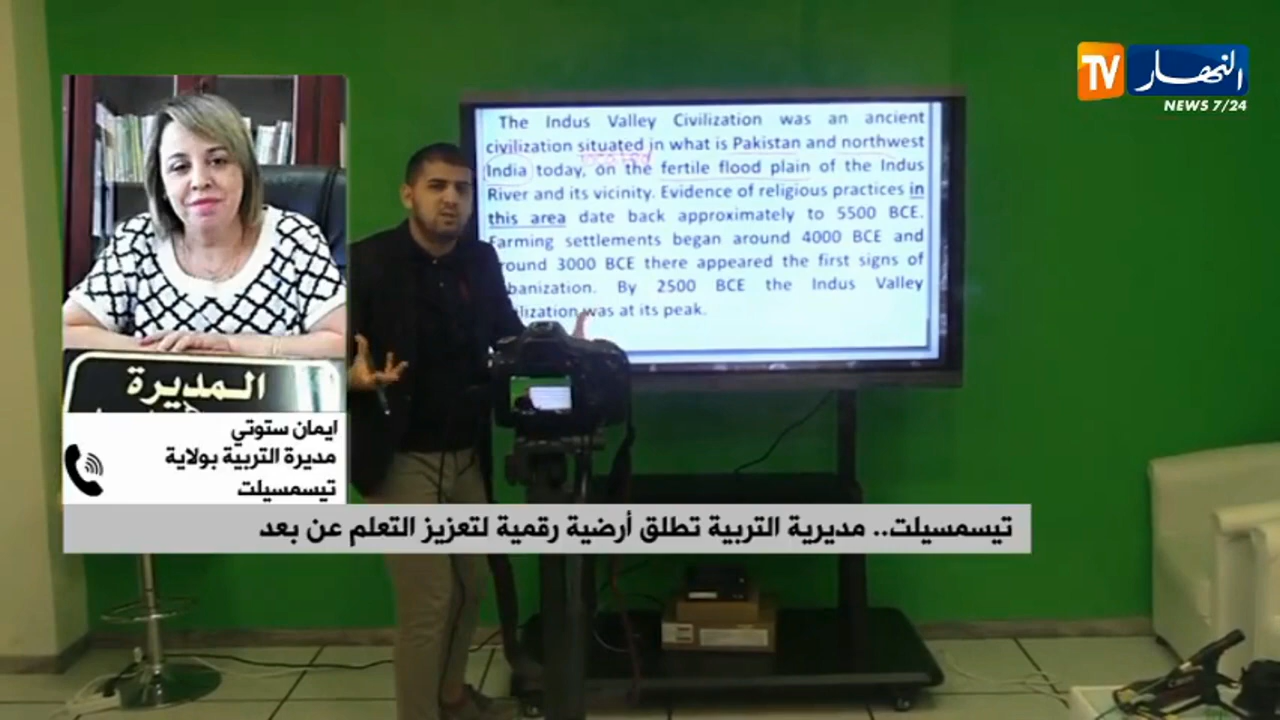 TV النهار
NEWS 7/24
The Indus Valley Civilization was an ancient
civilization situated in what is Pakistan and northwest
India today, on the fertile flood plain of the Indus
River and its vicinity. Evidence of religious practices in
this area date back approximately to 5500 BCE.
Farming settlements began around 4000 BCE and
around 3000 BCE there appeared the first signs of
urbanization. By 2500 BCE the Indus Valley
Civilization was at its peak.
المديرة
ايمان ستوتي
مديرة التربية بولاية
تيسمسيلت
تيسمسيلت.. مديرية التربية تطلق أرضية رقمية لتعزيز التعلم عن بعد